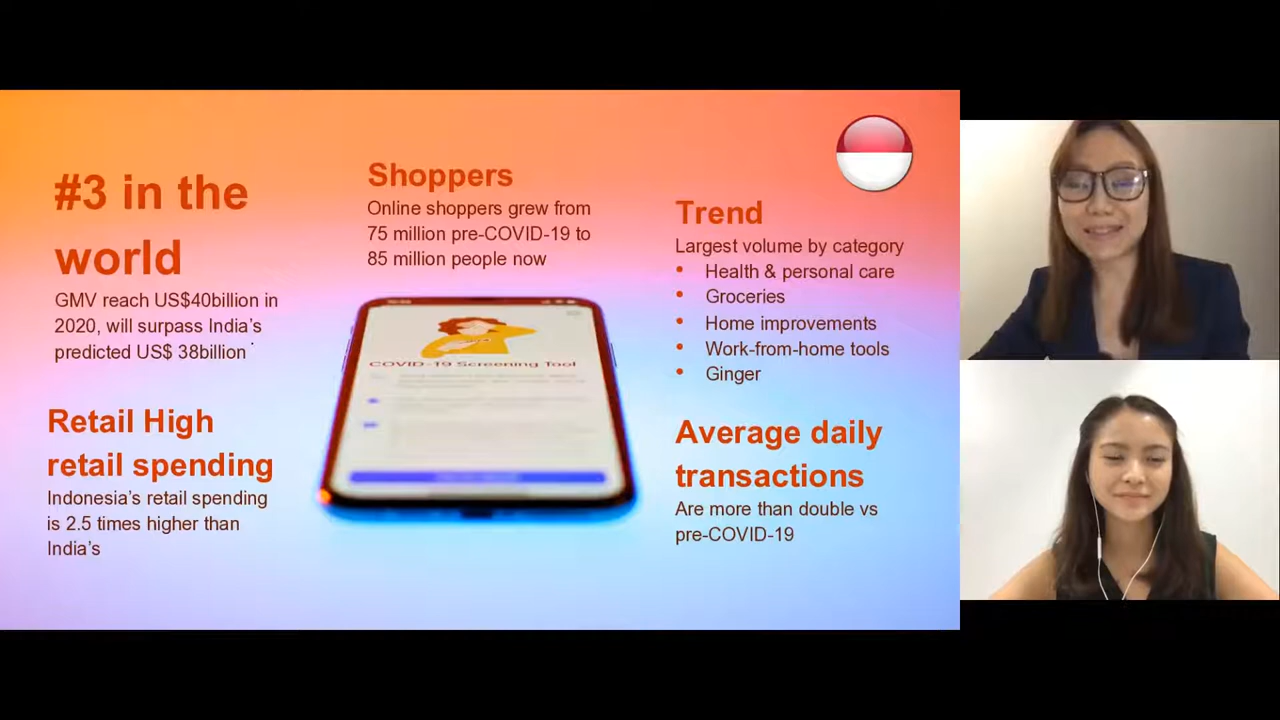 #3 in the
world
GMV reach US$40billion in
2020, will surpass India's
predicted US$ 38billion
Retail High
retail spending
Indonesia's retail spending
is 2.5 times higher than
India's
Shoppers
Online shoppers grew from
75 million pre-COVID-19 to
85 million people now
COVID-19 Screening Tool
Trend
Largest volume by category
• Health & personal care
• Groceries
• Home improvements
• Work-from-home tools
• Ginger
Average daily
transactions
Are more than double vs
pre-COVID-19